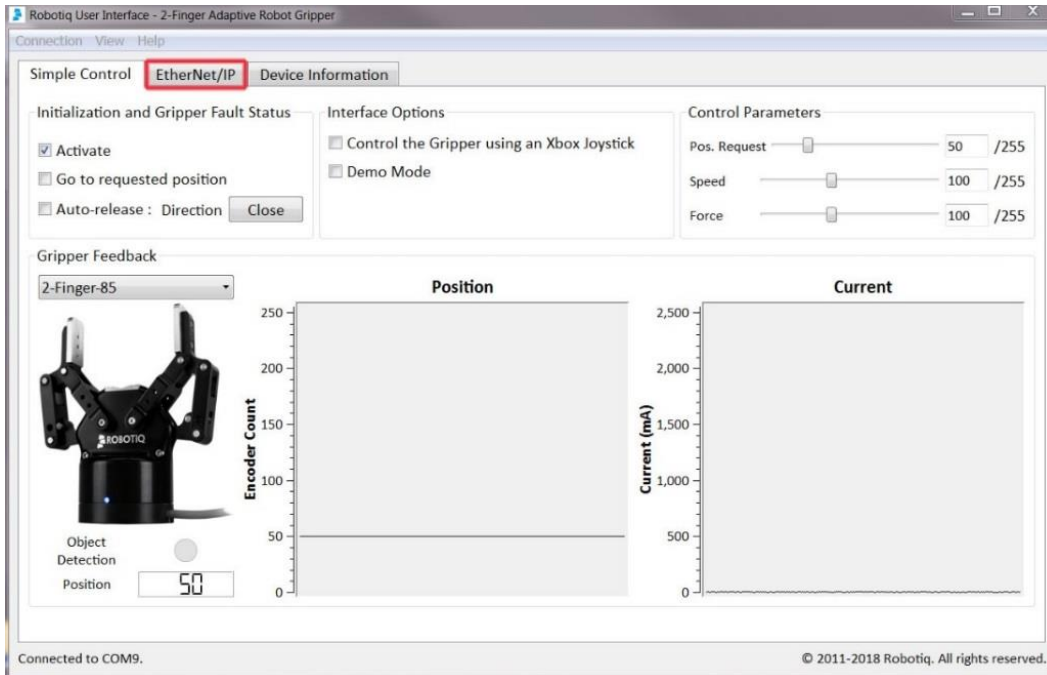 Robotiq User Interface - 2-Finger Adaptive Robot Gripper
Connection View Help
Simple Control EtherNet/IP Device Information
Initialization and Gripper Fault Status
Activate
Go to requested position
Auto-release : Direction Close
Interface Options
Control the Gripper using an Xbox Joystick
Demo Mode
Control Parameters
Pos. Request 50 /255
Speed 100 /255
Force 100 /255
Gripper Feedback
2-Finger-85
ROBOTIQ
Object
Detection
Position 50
Position
Encoder Count
250
200
150
100
50
0
Current
Current (mA)
2,500
2,000
1,500
1,000
500
0
Connected to COM9.
© 2011-2018 Robotiq. All rights reserved.